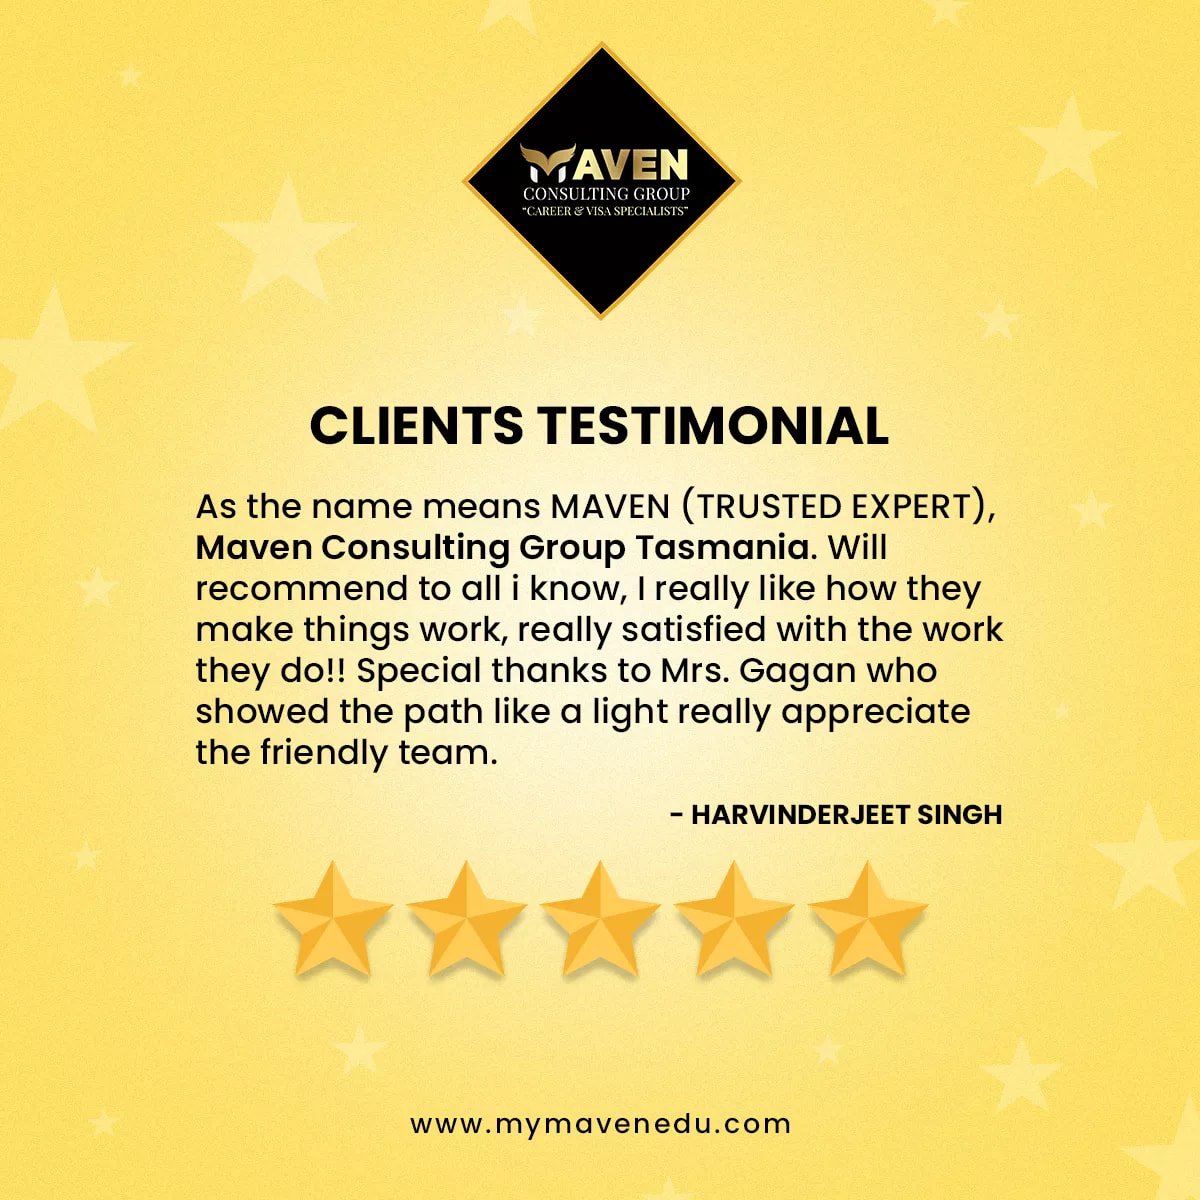 MAVEN
CONSULTING GROUP
"CAREER & VISA SPECIALISTS"
CLIENTS TESTIMONIAL
As the name means MAVEN (TRUSTED EXPERT),
Maven Consulting Group Tasmania. Will
recommend to all i know, I really like how they
make things work, really satisfied with the work
they do!! Special thanks to Mrs. Gagan who
showed the path like a light really appreciate
the friendly team.
- HARVINDERJEET SINGH
www.mymavenedu.com